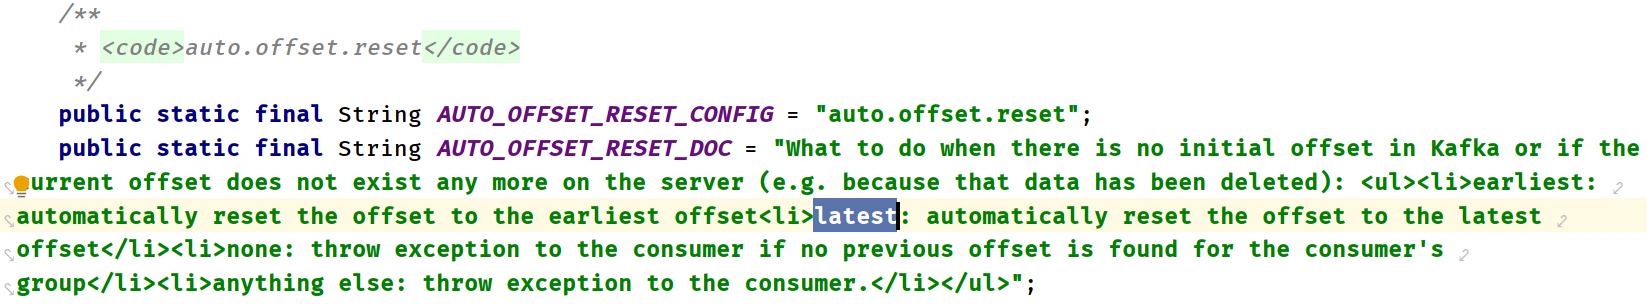 /**
 * <code>auto.offset.reset</code>
 */
public static final String AUTO_OFFSET_RESET_CONFIG = "auto.offset.reset";
public static final String AUTO_OFFSET_RESET_DOC = "What to do when there is no initial offset in Kafka or if the
urrent offset does not exist any more on the server (e.g. because that data has been deleted): <ul><li>earliest:
automatically reset the offset to the earliest offset<li>latest: automatically reset the offset to the latest
offset</li><li>none: throw exception to the consumer if no previous offset is found for the consumer's
group</li><li>anything else: throw exception to the consumer.</li></ul>";